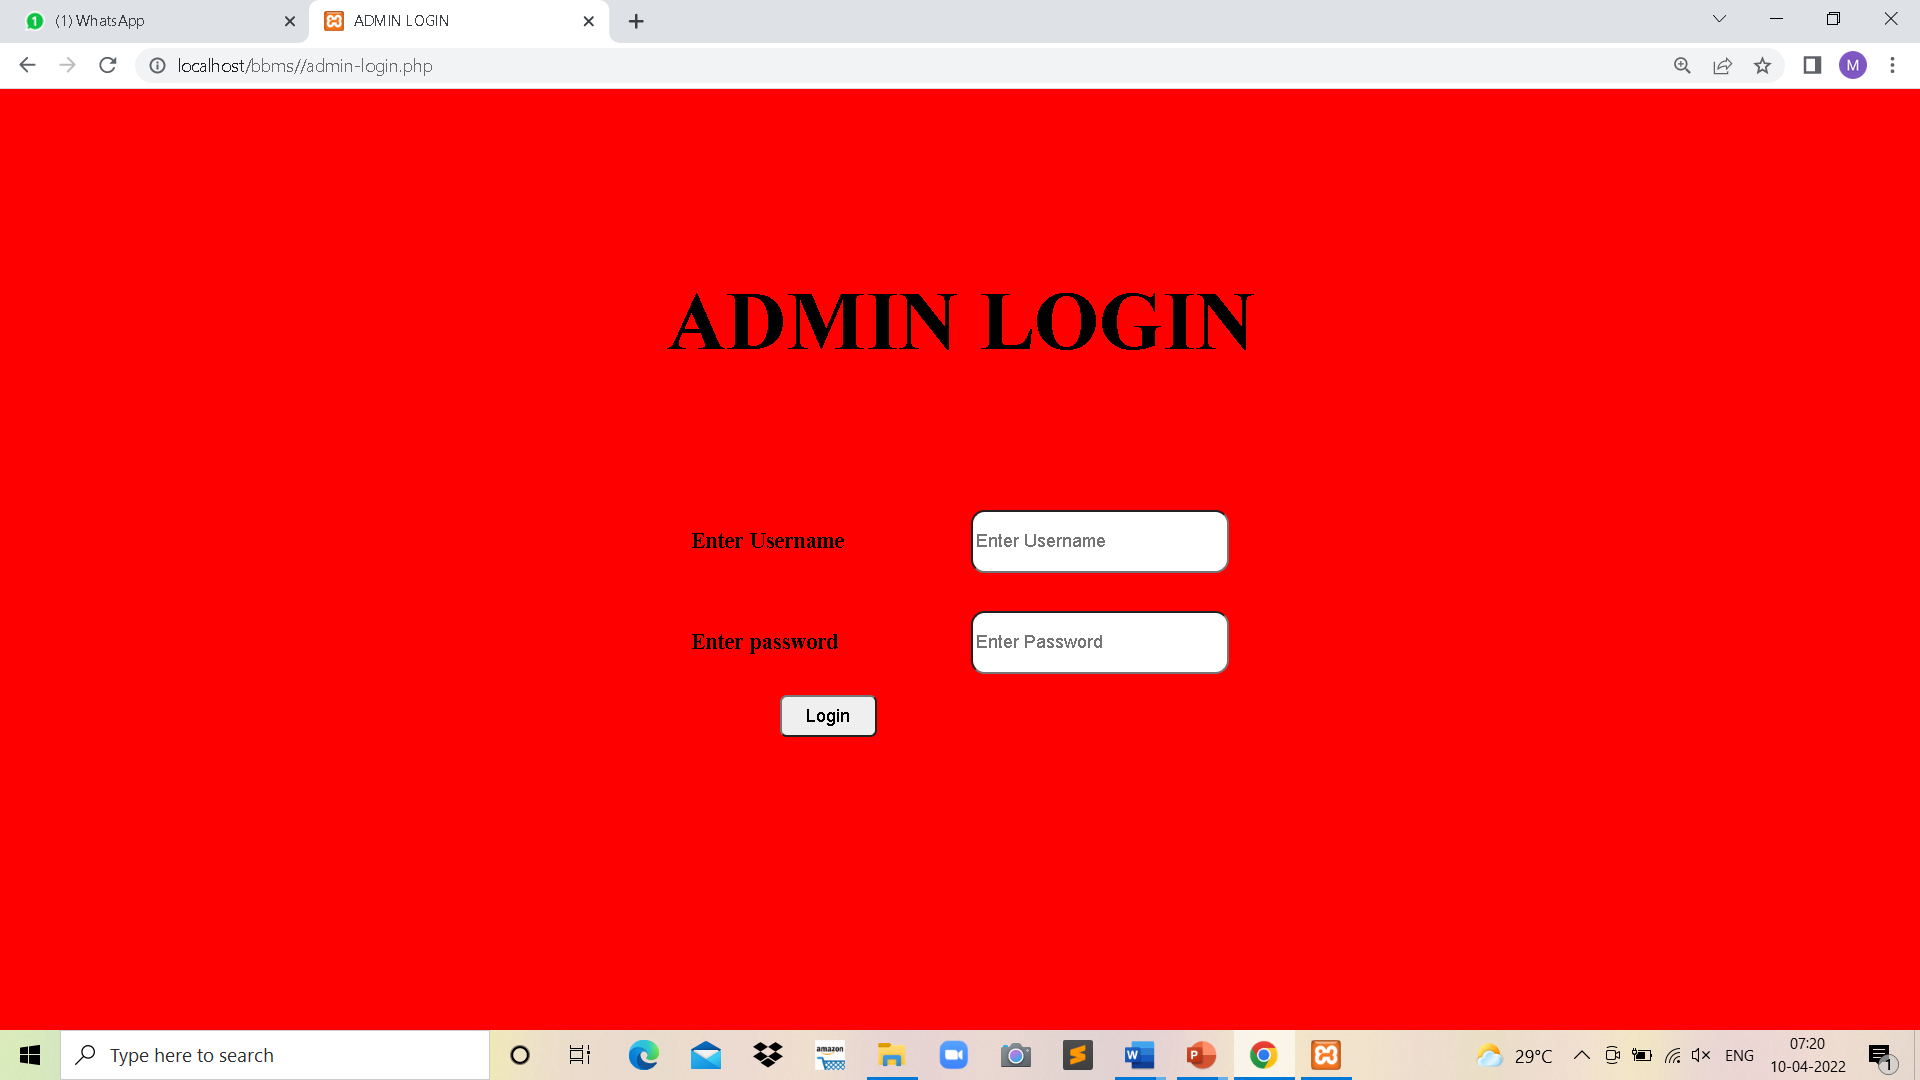 (1) WhatsApp
ADMIN LOGIN
localhost/bbms//admin-login.php
M
ADMIN LOGIN
Enter Username
Enter Username
Enter password
Enter Password
Login
Type here to search
amazon
W
P
29°C
ENG
07:20
10-04-2022
1